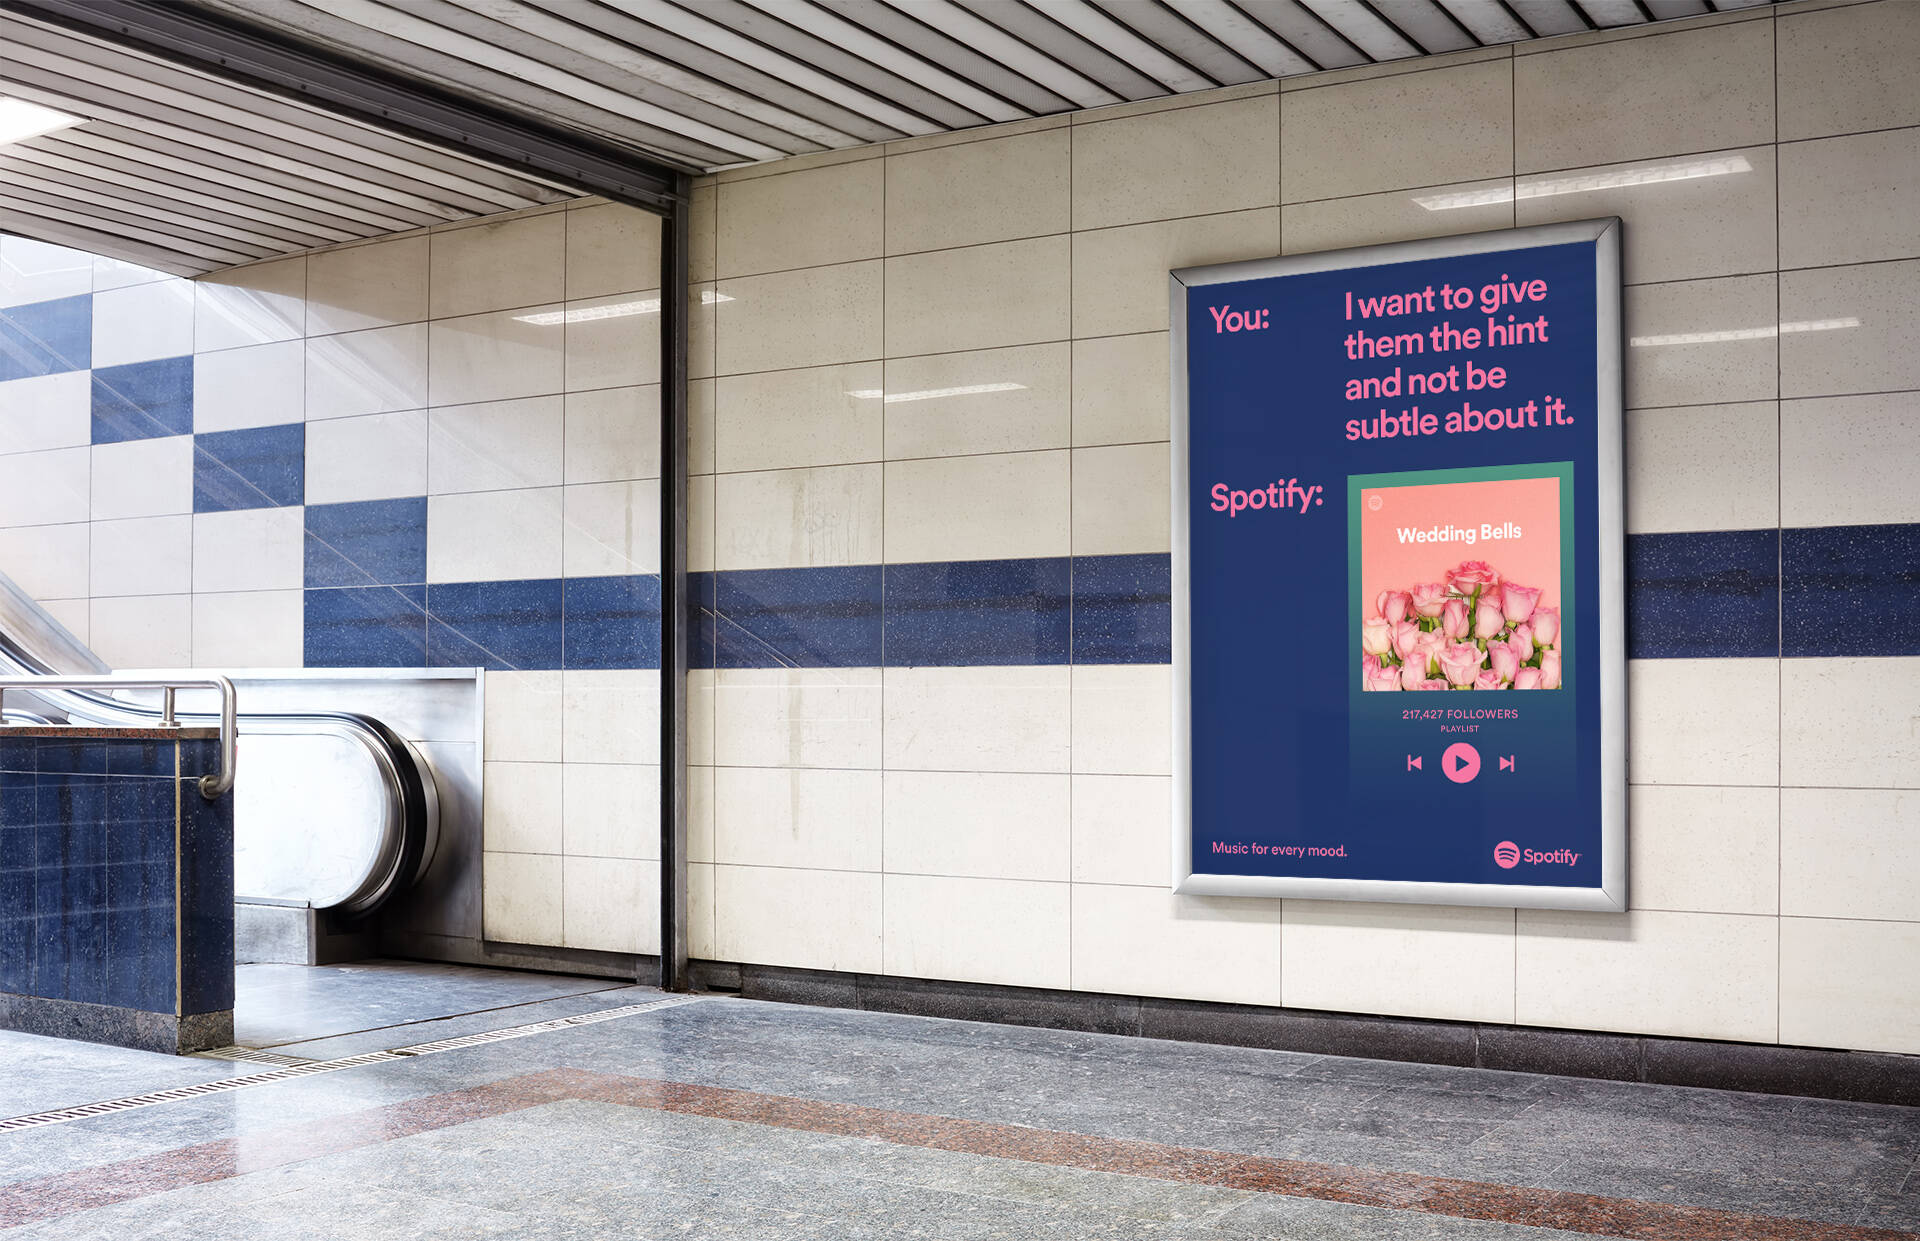 You:
I want to give
them the hint
and not be
subtle about it.
Spotify:
Wedding Bells
217,427 FOLLOWERS
PLAYLIST
Music for every mood.
Spotify